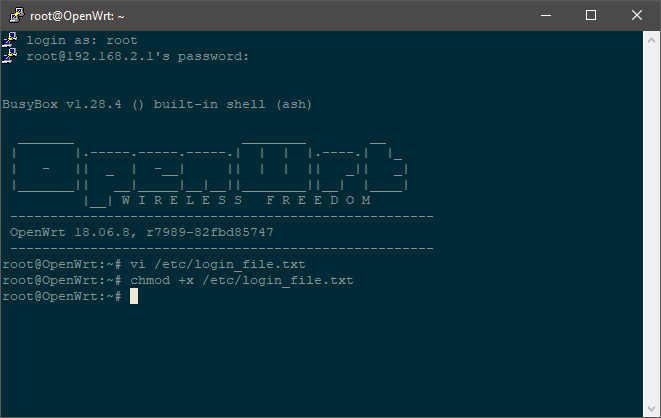 root@OpenWrt: ~
login as: root
root@192.168.2.1's password:
BusyBox v1.28.4 () built-in shell (ash)
OpenWrt
W I R E L E S S   F R E E D O M
-----------------------------------------------------
OpenWrt 18.06.8, r7989-82fbd85747
-----------------------------------------------------
root@OpenWrt:~# vi /etc/login_file.txt
root@OpenWrt:~# chmod +x /etc/login_file.txt
root@OpenWrt:~#